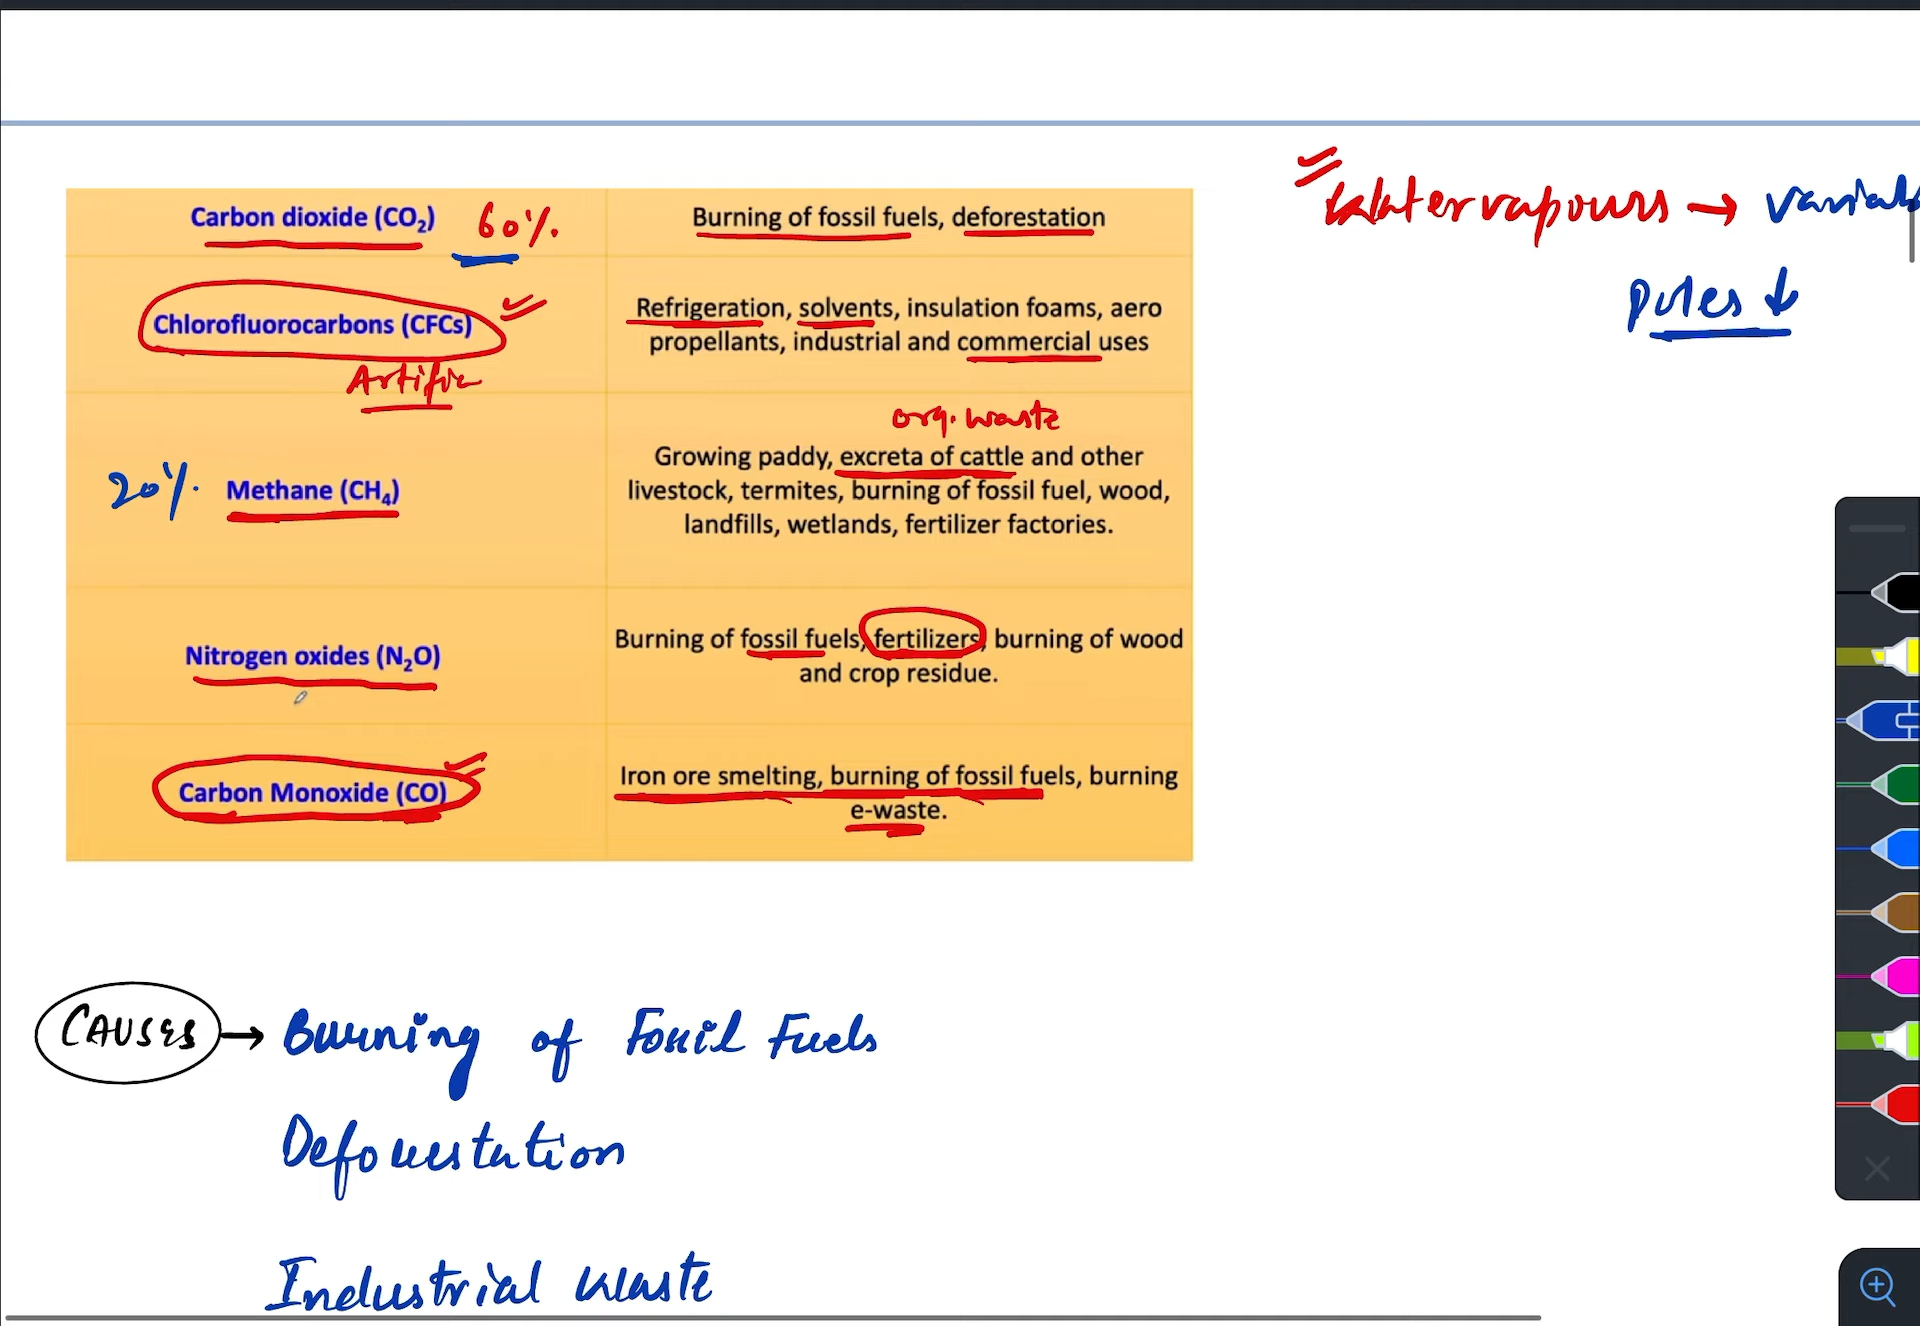 Carbon dioxide (CO₂) 60%.
Burning of fossil fuels, deforestation
Chlorofluorocarbons (CFCs)
Artific
Refrigeration, solvents, insulation foams, aero
propellants, industrial and commercial uses
20%. Methane (CH₄)
org. waste
Growing paddy, excreta of cattle and other
livestock, termites, burning of fossil fuel, wood,
landfills, wetlands, fertilizer factories.
Nitrogen oxides (N₂O)
Burning of fossil fuels, fertilizers, burning of wood
and crop residue.
Carbon Monoxide (CO)
Iron ore smelting, burning of fossil fuels, burning
e-waste.
Water vapours →
poles ↓
CAUSES → Burning of Fossil Fuels
Deforestation
Industrial waste